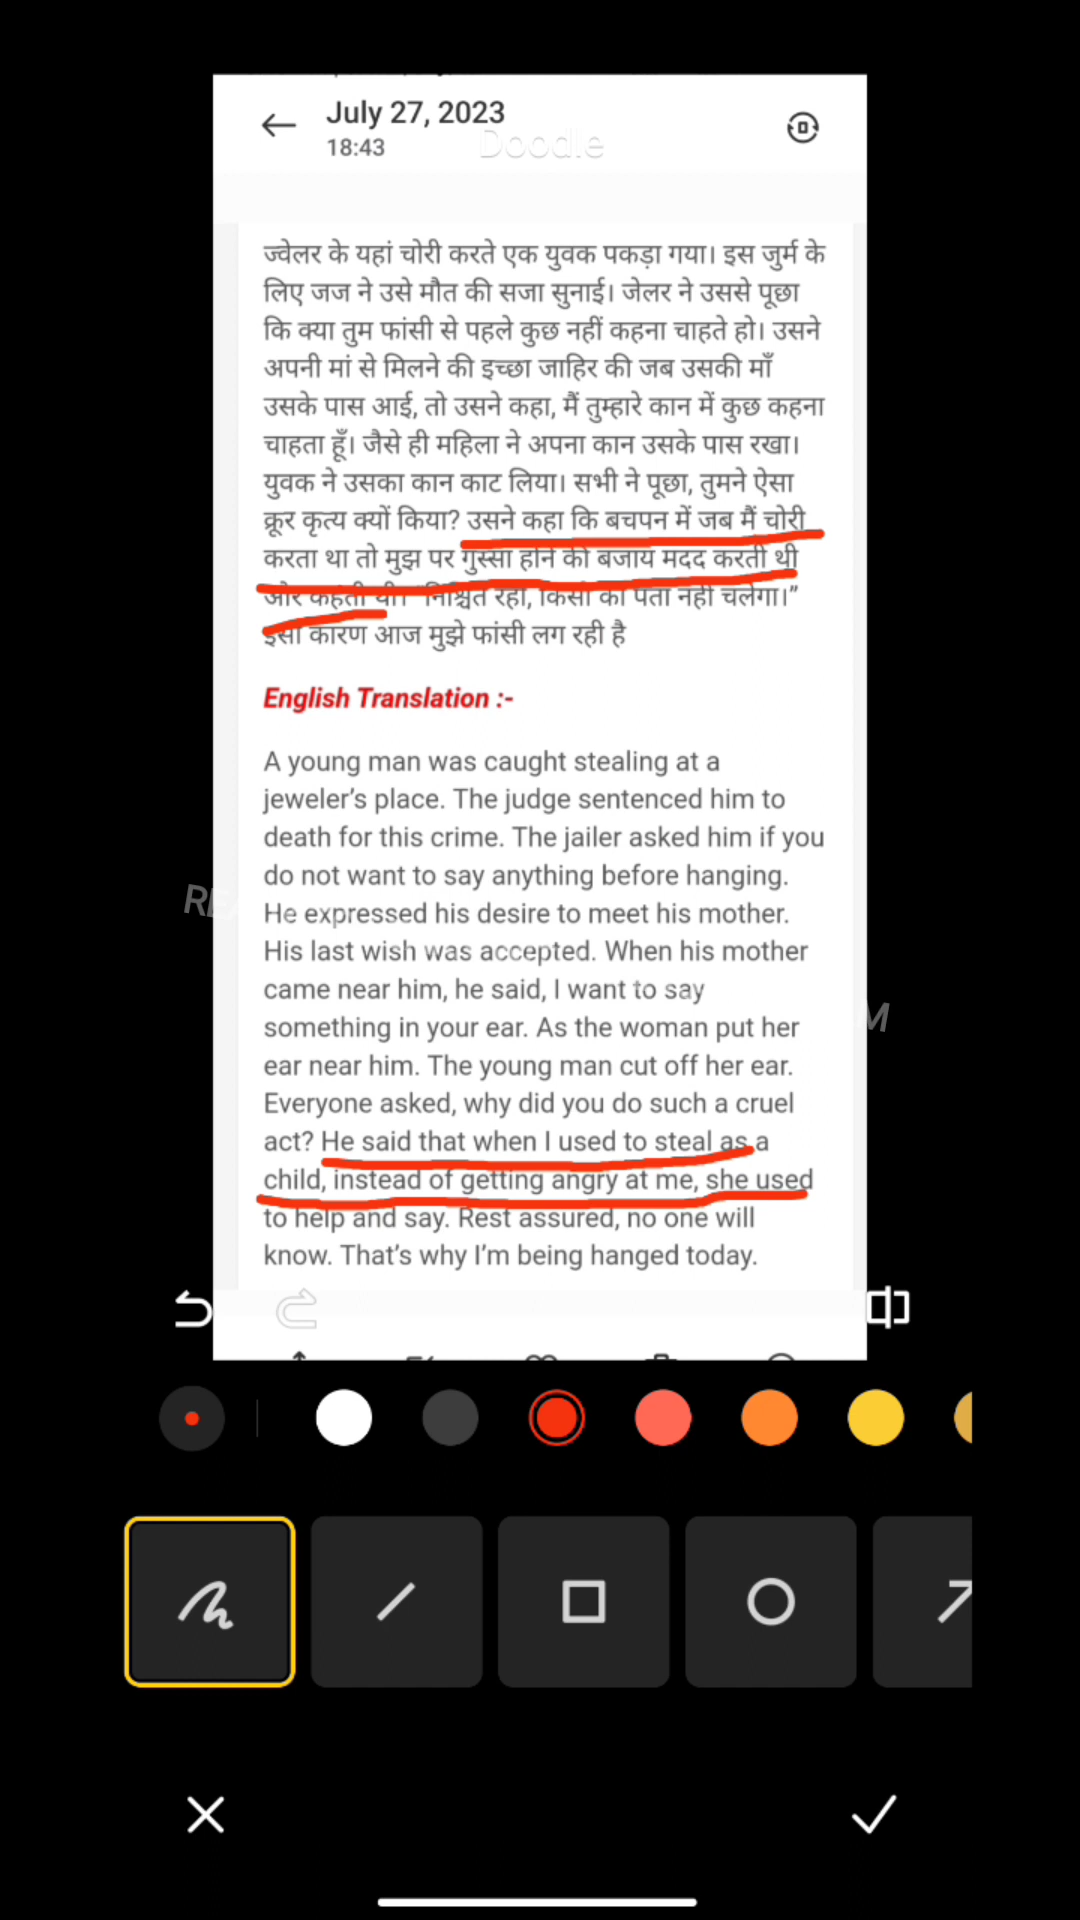 July 27, 2023
18:43
Doodle
ज्वेलर के यहां चोरी करते एक युवक पकड़ा गया। इस जुर्म के
लिए जज ने उसे मौत की सजा सुनाई। जेलर ने उससे पूछा
कि क्या तुम फांसी से पहले कुछ नहीं कहना चाहते हो। उसने
अपनी मां से मिलने की इच्छा जाहिर की जब उसकी माँ
उसके पास आई, तो उसने कहा, मैं तुम्हारे कान में कुछ कहना
चाहता हूँ। जैसे ही महिला ने अपना कान उसके पास रखा।
युवक ने उसका कान काट लिया। सभी ने पूछा, तुमने ऐसा
क्रूर कृत्य क्यों किया? उसने कहा कि बचपन में जब मैं चोरी
करता था तो मुझ पर गुस्सा होने की बजाय मदद करती थी
और कहती थी। “निश्चिंत रहो, किसी को पता नहीं चलेगा।”
इसी कारण आज मुझे फांसी लग रही है
English Translation :-
A young man was caught stealing at a
jeweler’s place. The judge sentenced him to
death for this crime. The jailer asked him if you
do not want to say anything before hanging.
He expressed his desire to meet his mother.
His last wish was accepted. When his mother
came near him, he said, I want to say
something in your ear. As the woman put her
ear near him. The young man cut off her ear.
Everyone asked, why did you do such a cruel
act? He said that when I used to steal as a
child, instead of getting angry at me, she used
to help and say. Rest assured, no one will
know. That’s why I’m being hanged today.